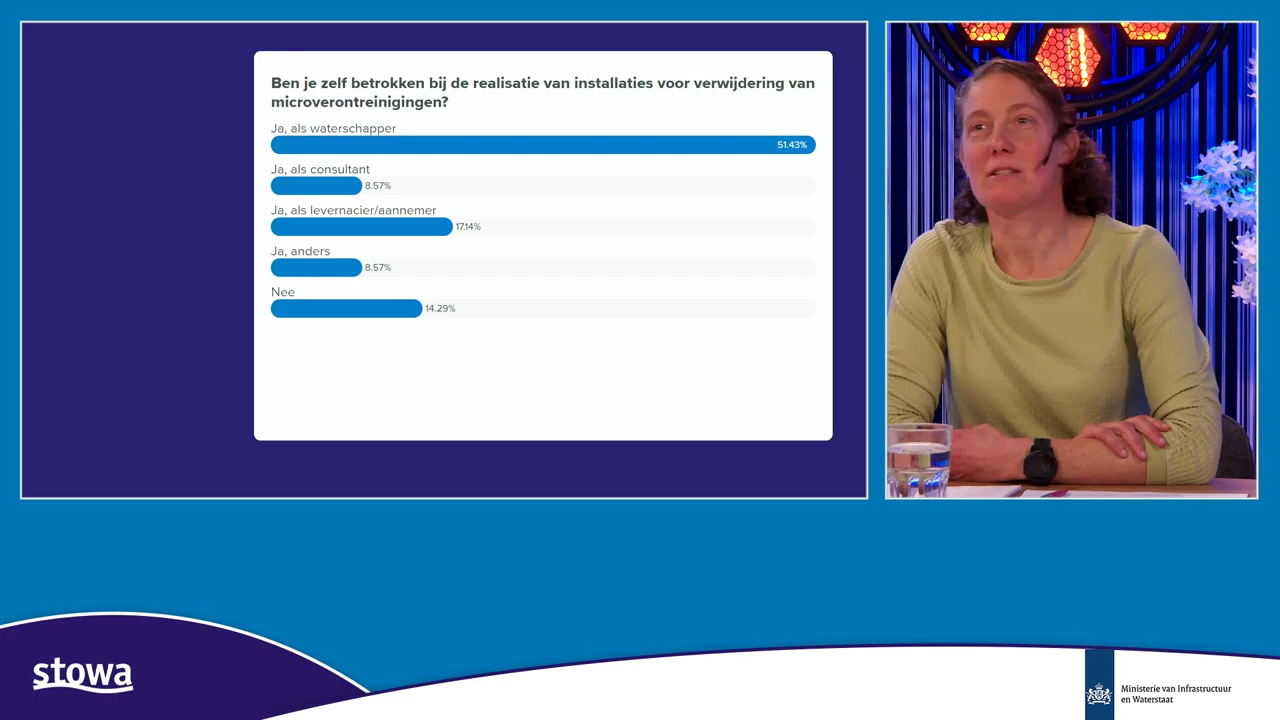 Ben je zelf betrokken bij de realisatie van installaties voor verwijdering van
microverontreinigingen?
Ja, als waterschapper
51.43%
Ja, als consultant
8.57%
Ja, als levernacier/aannemer
17.14%
Ja, anders
8.57%
Nee
14.29%
stowa
Ministerie van Infrastructuur
en Waterstaat